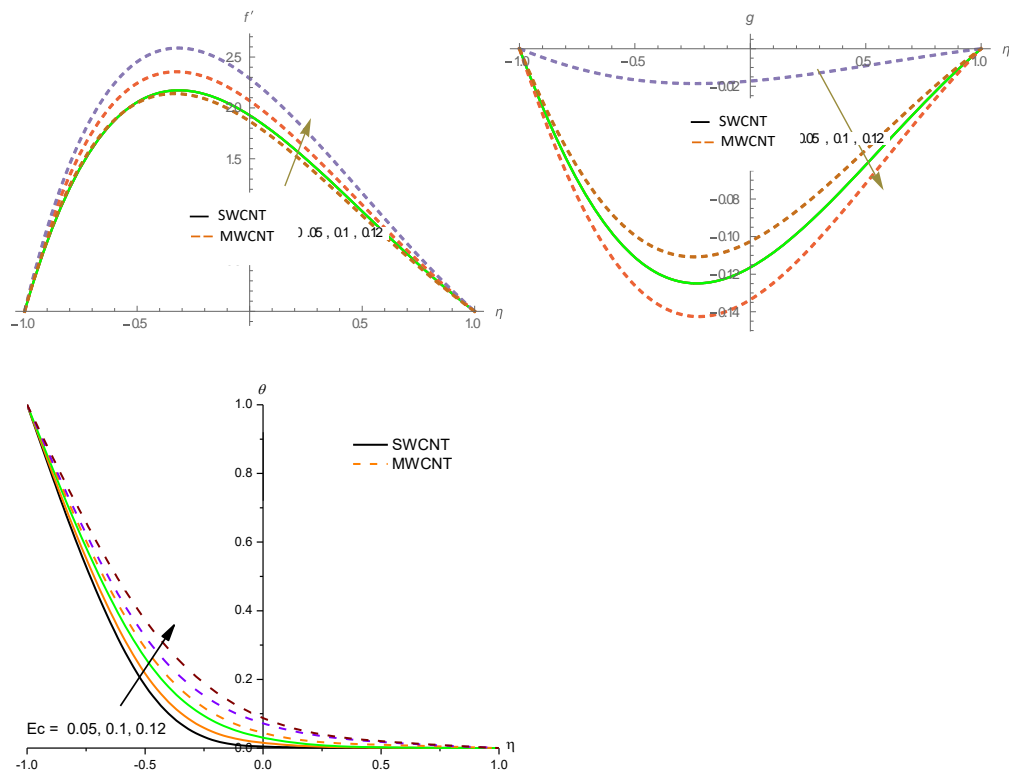 f′
2.5
2.0
1.5
SWCNT
MWCNT
0.05 , 0.1 , 0.12
-1.0 -0.5 0.5 1.0 η
g
-1.0 -0.5 0.5 1.0 η
-0.02
SWCNT
MWCNT
0.05 , 0.1 , 0.12
-0.08
-0.10
-0.12
-0.14
θ
1.0
SWCNT
MWCNT
0.8
0.6
0.4
0.2
Ec = 0.05, 0.1, 0.12
0.0 η
-1.0 -0.5 0.0 0.5 1.0